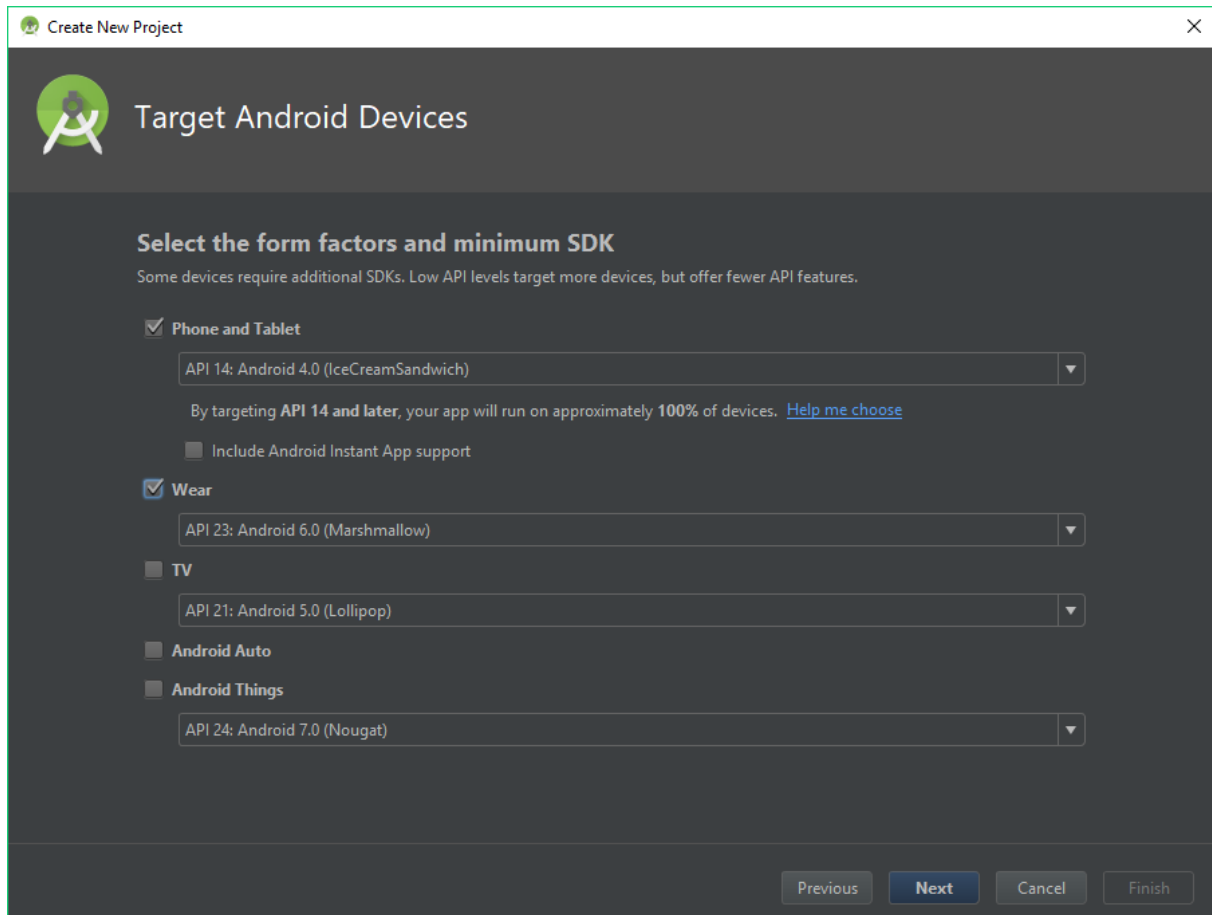 Create New Project
Target Android Devices
Select the form factors and minimum SDK
Some devices require additional SDKs. Low API levels target more devices, but offer fewer API features.
Phone and Tablet
API 14: Android 4.0 (IceCreamSandwich)
By targeting API 14 and later, your app will run on approximately 100% of devices. Help me choose
Include Android Instant App support
Wear
API 23: Android 6.0 (Marshmallow)
TV
API 21: Android 5.0 (Lollipop)
Android Auto
Android Things
API 24: Android 7.0 (Nougat)
Previous Next Cancel Finish